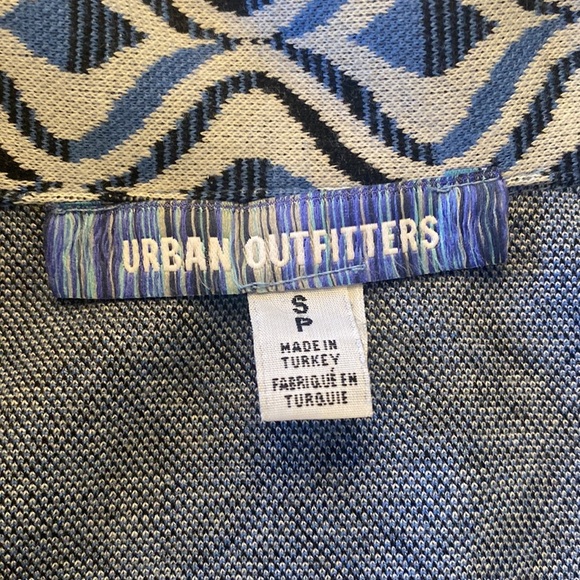 URBAN OUTFITTERS
S
P
MADE IN
TURKEY
FABRIQUÉ EN
TURQUIE